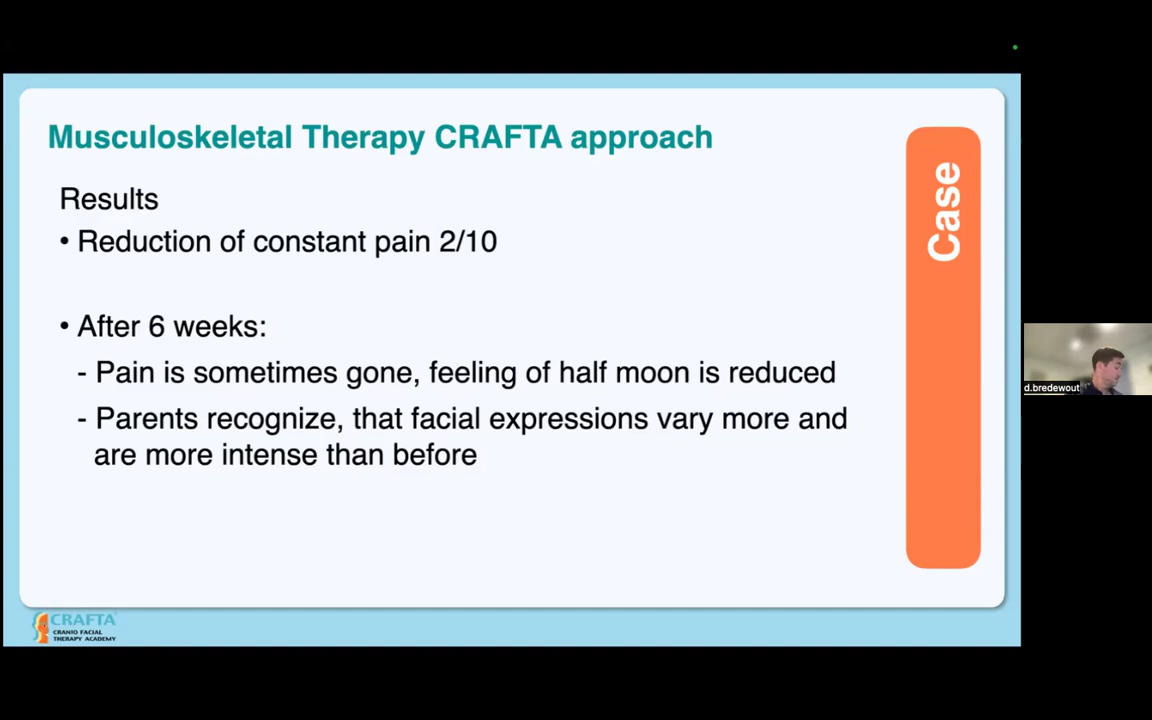 Musculoskeletal Therapy CRAFTA approach
Case
Results
• Reduction of constant pain 2/10
• After 6 weeks:
- Pain is sometimes gone, feeling of half moon is reduced
- Parents recognize, that facial expressions vary more and
are more intense than before
d.bredewout
CRAFTA
CRANIO FACIAL
THERAPY ACADEMY